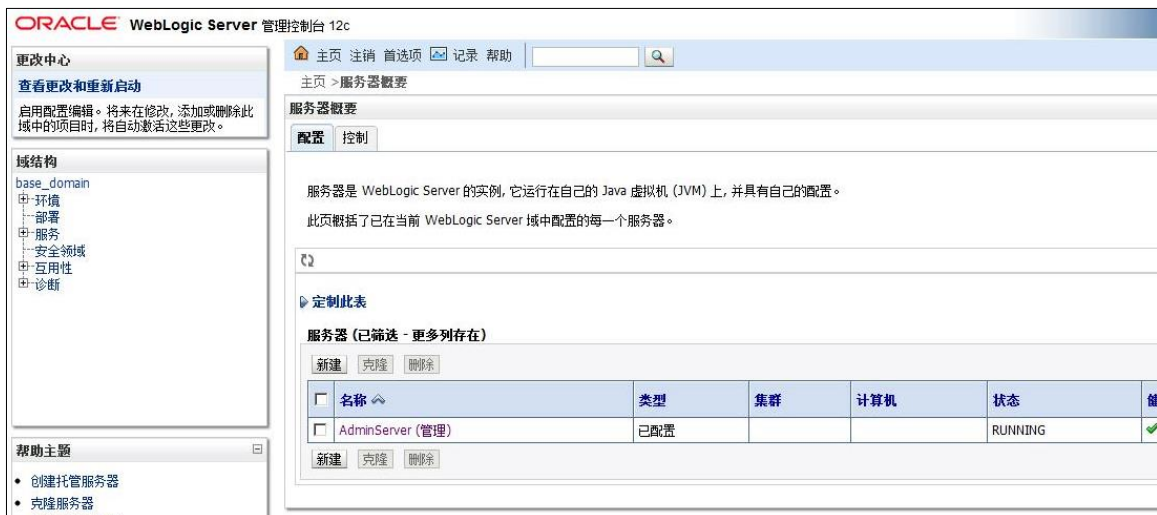 ORACLE WebLogic Server 管理控制台 12c
更改中心
查看更改和重新启动
启用配置编辑。将来在修改, 添加或删除此
域中的项目时, 将自动激活这些更改。
域结构
base_domain
环境
部署
服务
安全领域
互用性
诊断
帮助主题
创建托管服务器
克隆服务器
主页 注销 首选项 记录 帮助
主页 >服务器概要
服务器概要
配置 控制
服务器是 WebLogic Server 的实例, 它运行在自己的 Java 虚拟机 (JVM) 上, 并具有自己的配置。
此页概括了已在当前 WebLogic Server 域中配置的每一个服务器。
定制此表
服务器 (已筛选 - 更多列存在)
新建 克隆 删除
名称 类型 集群 计算机 状态
AdminServer (管理) 已配置 RUNNING
新建 克隆 删除